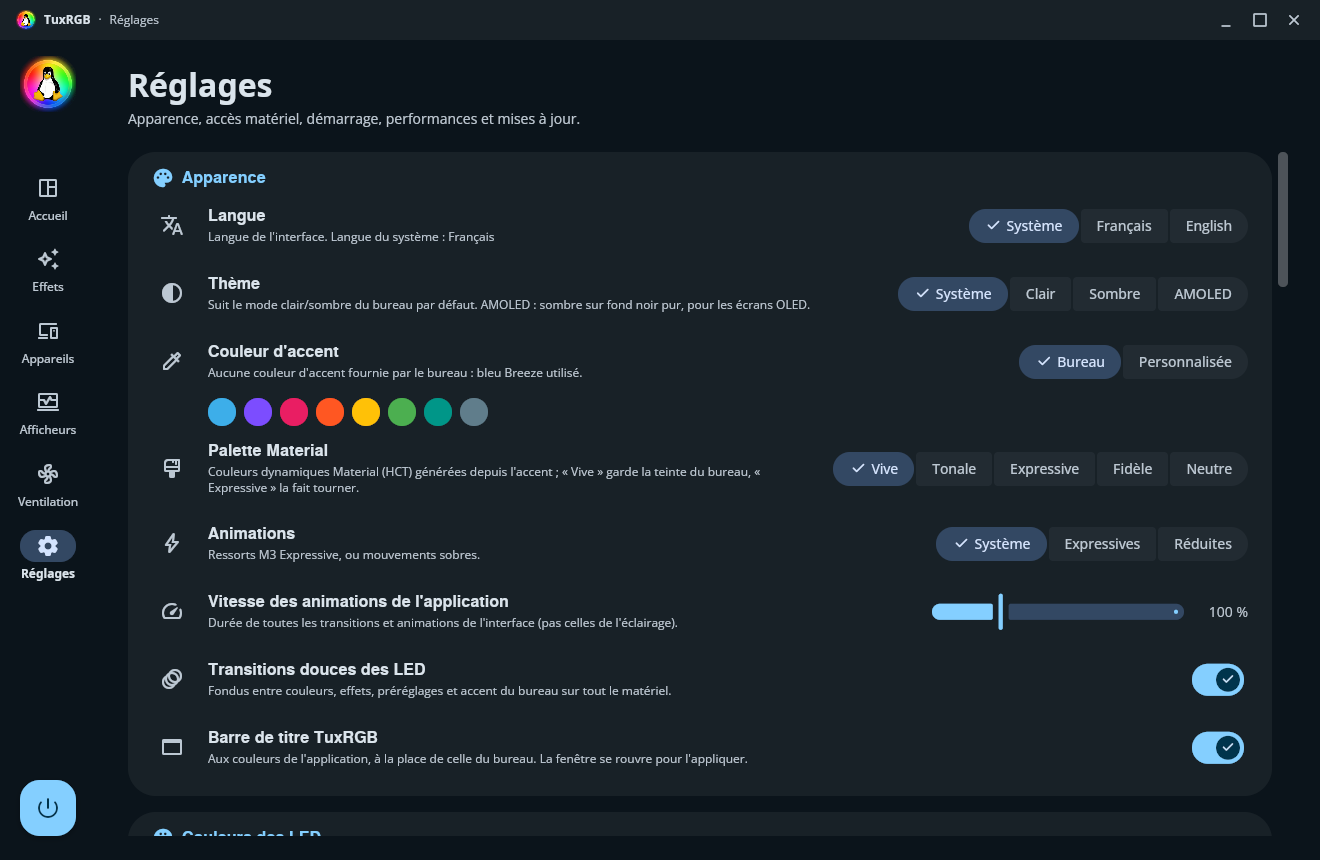 TuxRGB · Réglages
Réglages
Apparence, accès matériel, démarrage, performances et mises à jour.
Accueil
Effets
Appareils
Afficheurs
Ventilation
Réglages
Apparence
Langue
Langue de l'interface. Langue du système : Français
Système Français English
Thème
Suit le mode clair/sombre du bureau par défaut. AMOLED : sombre sur fond noir pur, pour les écrans OLED.
Système Clair Sombre AMOLED
Couleur d'accent
Aucune couleur d'accent fournie par le bureau : bleu Breeze utilisé.
Bureau Personnalisée
Palette Material
Couleurs dynamiques Material (HCT) générées depuis l'accent ; « Vive » garde la teinte du bureau, «
Expressive » la fait tourner.
Vive Tonale Expressive Fidèle Neutre
Animations
Ressorts M3 Expressive, ou mouvements sobres.
Système Expressives Réduites
Vitesse des animations de l'application
Durée de toutes les transitions et animations de l'interface (pas celles de l'éclairage).
100 %
Transitions douces des LED
Fondus entre couleurs, effets, préréglages et accent du bureau sur tout le matériel.
Barre de titre TuxRGB
Aux couleurs de l'application, à la place de celle du bureau. La fenêtre se rouvre pour l'appliquer.
Couleurs des LED